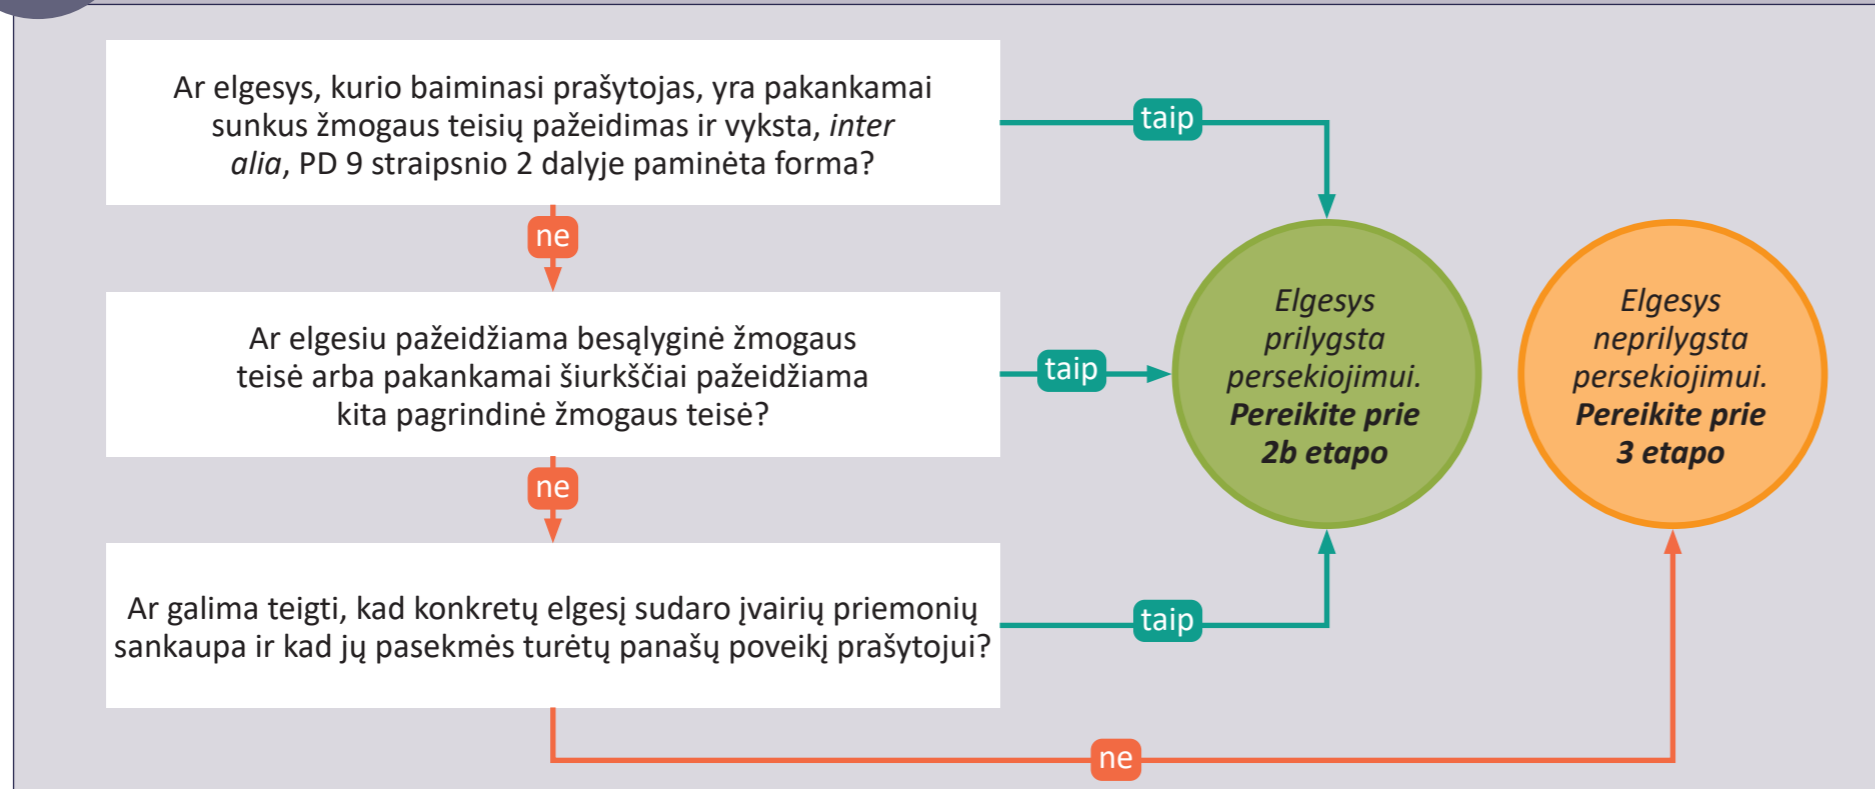 Ar elgesys, kurio baiminasi prašytojas, yra pakankamai
sunkus žmogaus teisių pažeidimas ir vyksta, inter
alia, PD 9 straipsnio 2 dalyje paminėta forma?
taip
ne
Ar elgesiu pažeidžiama besąlyginė žmogaus
teisė arba pakankamai šiurkščiai pažeidžiama
kita pagrindinė žmogaus teisė?
taip
ne
Ar galima teigti, kad konkretų elgesį sudaro įvairių priemonių
sankaupa ir kad jų pasekmės turėtų panašų poveikį prašytojui?
taip
ne
Elgesys
prilygsta
persekiojimui.
Pereikite prie
2b etapo
Elgesys
neprilygsta
persekiojimui.
Pereikite prie
3 etapo